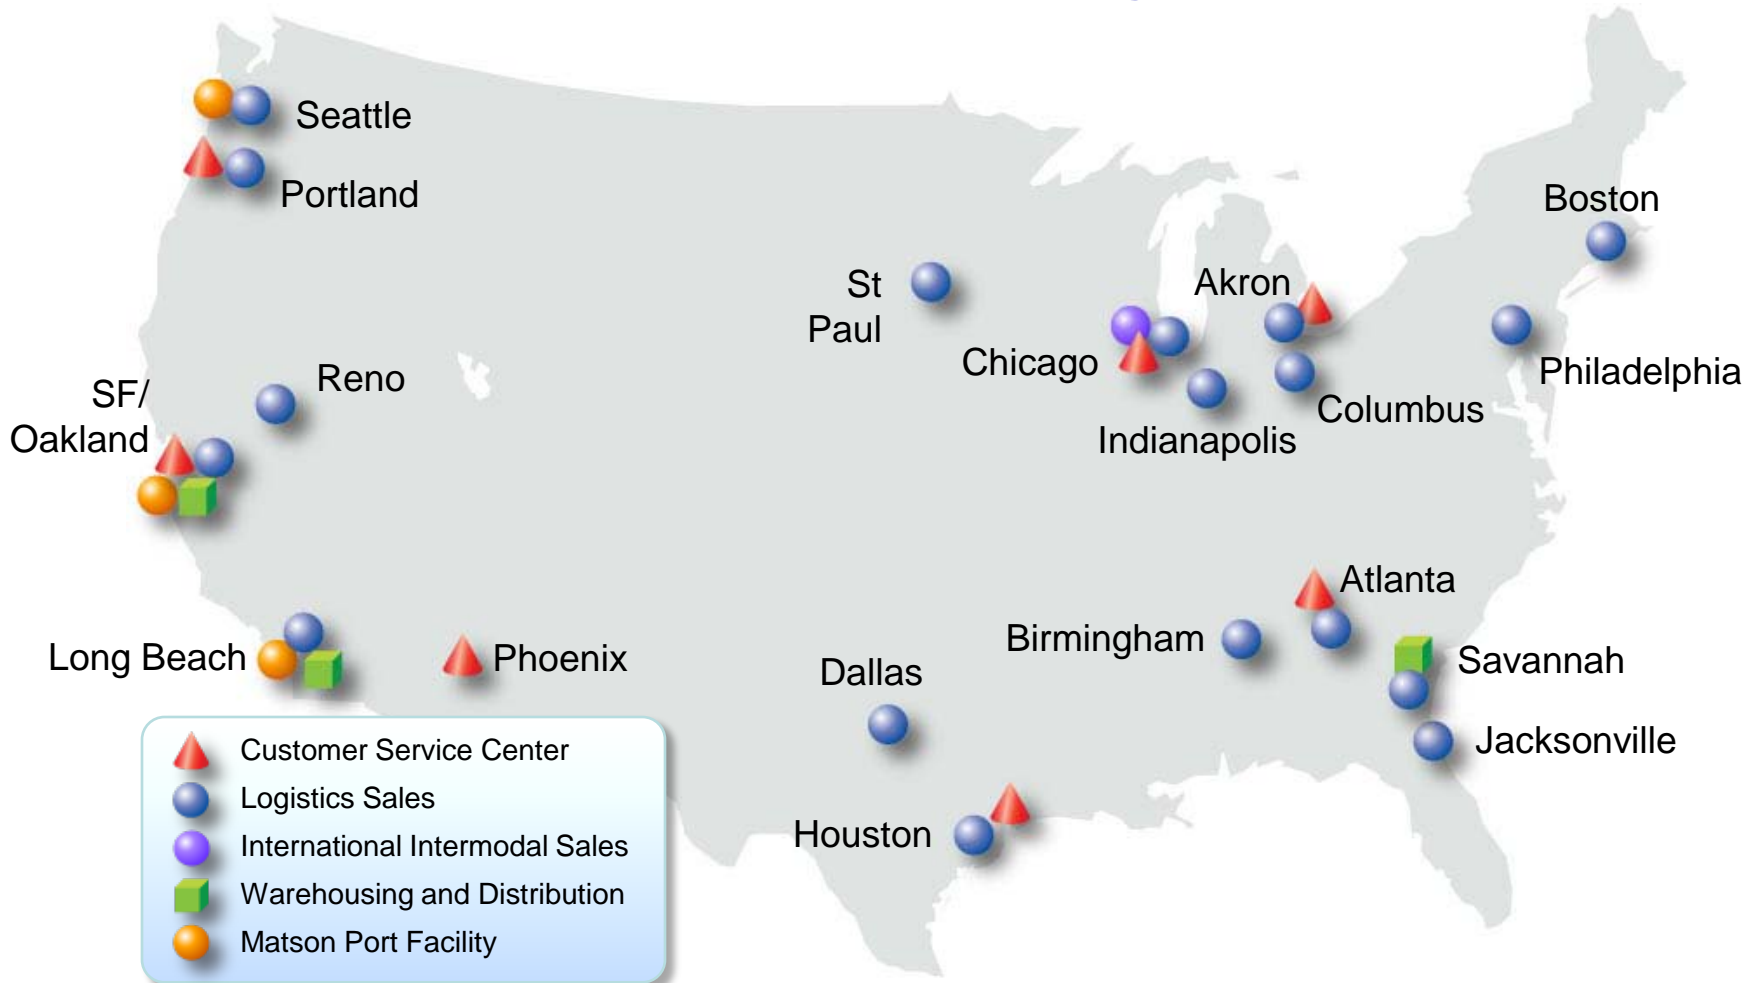 Seattle
Portland
Boston
St
Paul
Akron
Chicago
Philadelphia
Reno
SF/
Oakland
Columbus
Indianapolis
Atlanta
Birmingham
Long Beach
Phoenix
Dallas
Savannah
Jacksonville
Houston
Customer Service Center
Logistics Sales
International Intermodal Sales
Warehousing and Distribution
Matson Port Facility